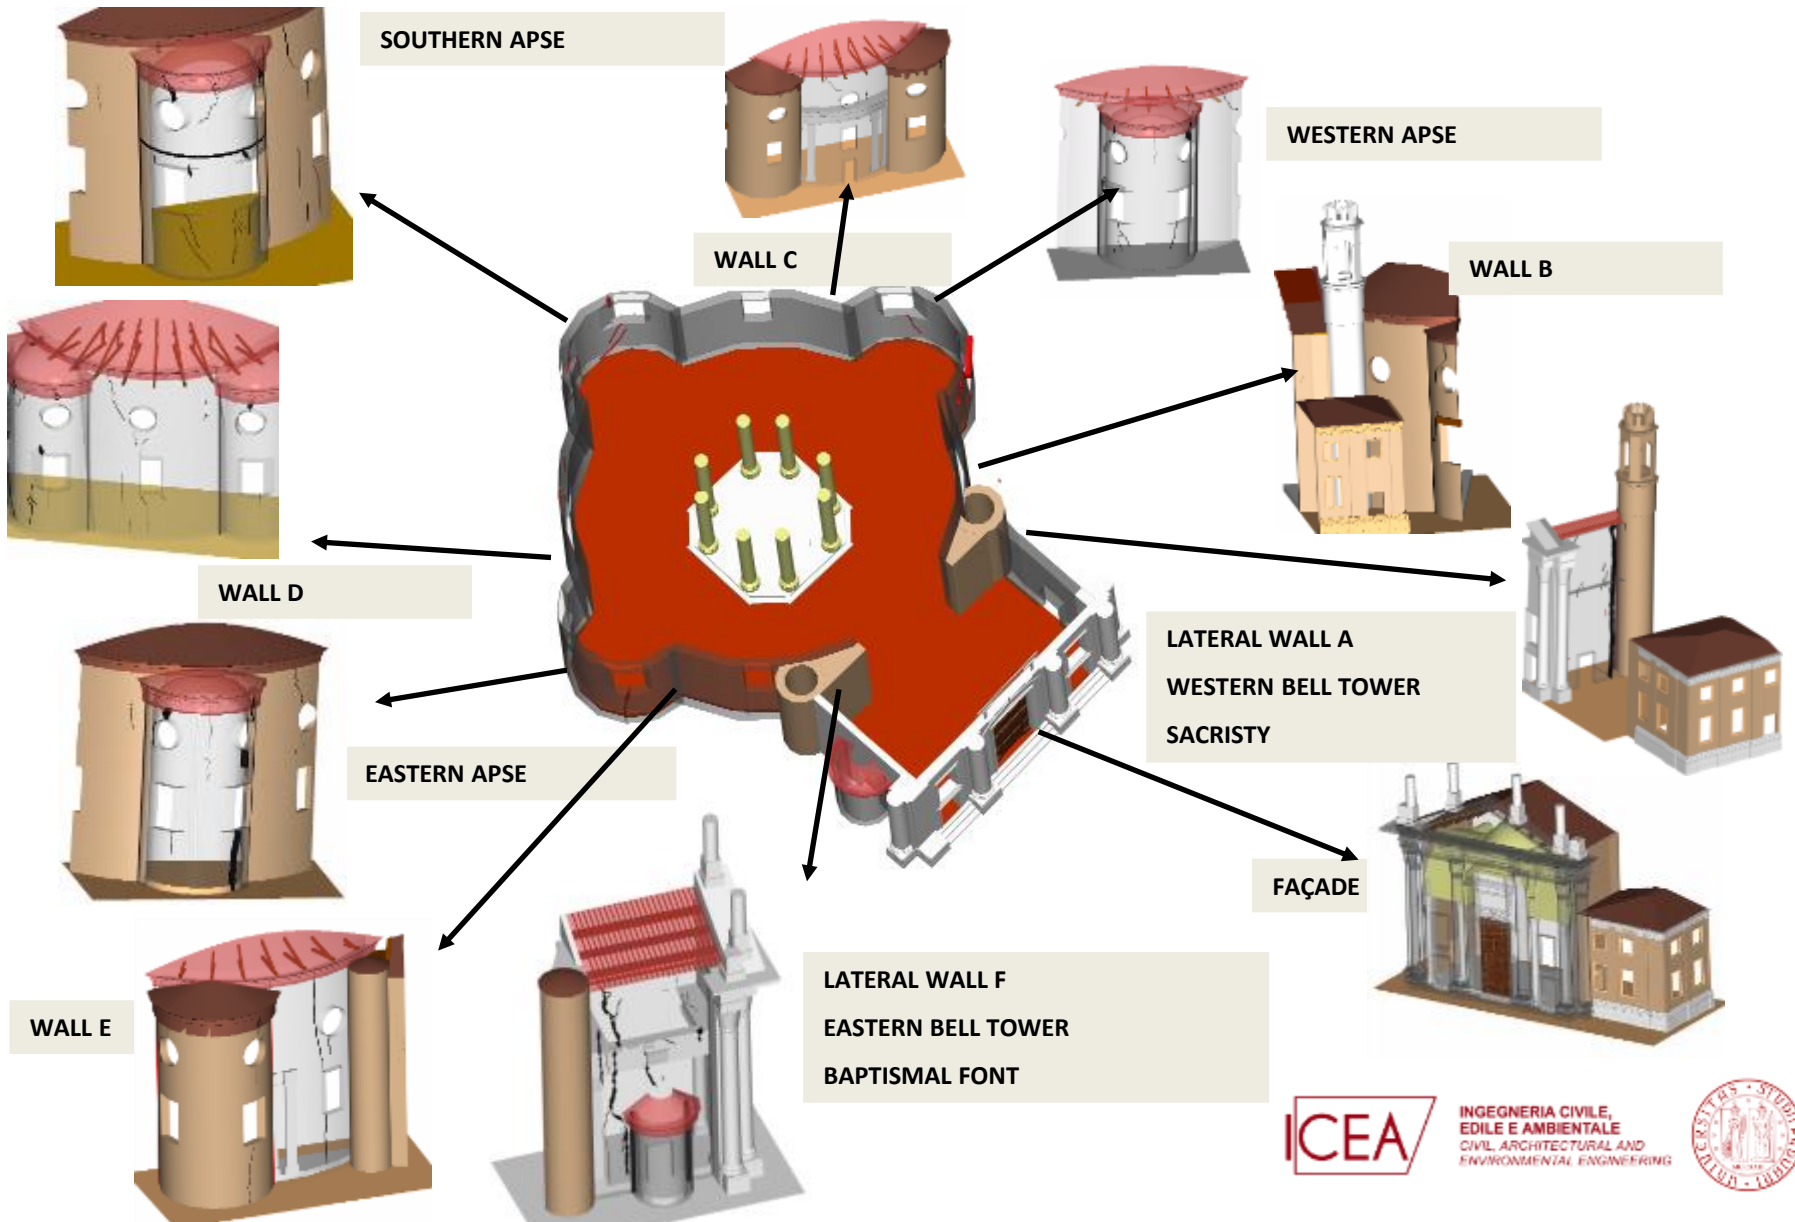 SOUTHERN APSE
WALL C
WESTERN APSE
WALL B
WALL D
LATERAL WALL A
WESTERN BELL TOWER
SACRISTY
EASTERN APSE
FAÇADE
WALL E
LATERAL WALL F
EASTERN BELL TOWER
BAPTISMAL FONT
ICEA
INGEGNERIA CIVILE,
EDILE E AMBIENTALE
CIVIL, ARCHITECTURAL AND
ENVIRONMENTAL ENGINEERING